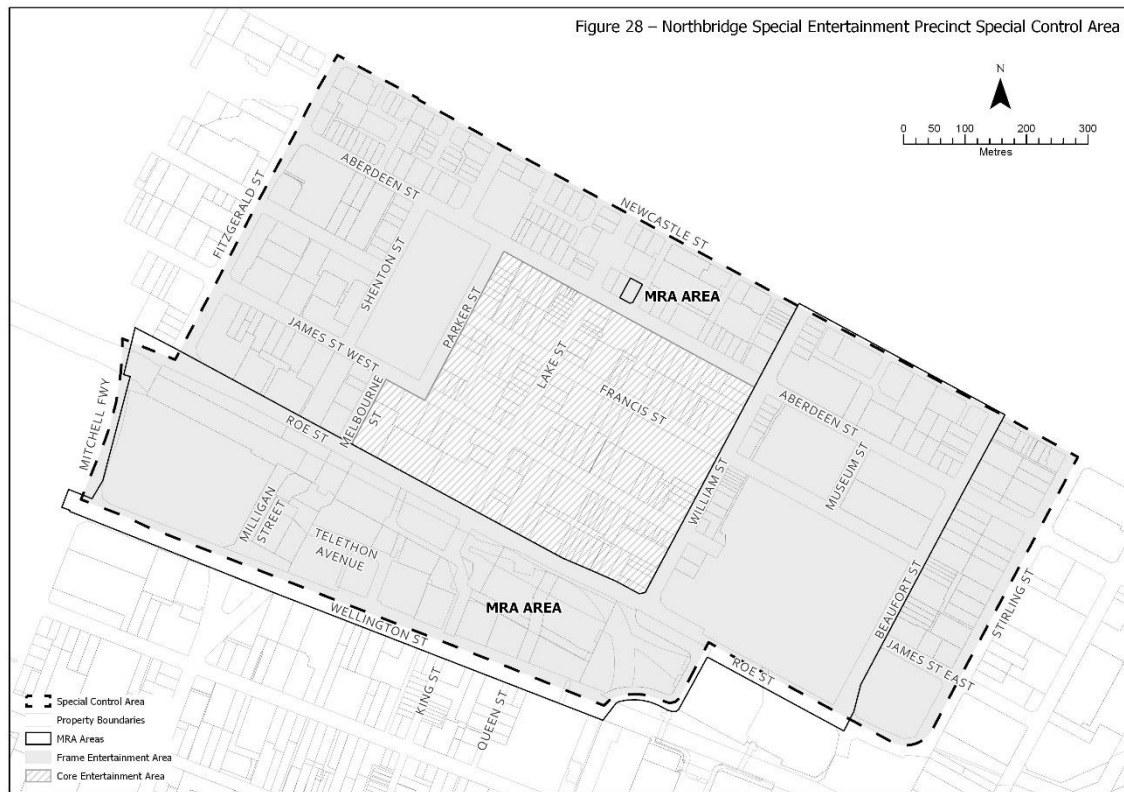 Figure 28 – Northbridge Special Entertainment Precinct Special Control Area
N
0 50 100 200 300
Metres
ABERDEEN ST
FITZGERALD ST
NEWCASTLE ST
SHENTON ST
MRA AREA
PARKER ST
JAMES ST WEST
LAKE ST
FRANCIS ST
MELBOURNE ST
ABERDEEN ST
ROE ST
MITCHELL FWY
MUSEUM ST
WILLIAM ST
MILLIGAN STREET
TELETHON
AVENUE
BEAUFORT ST
STIRLING ST
MRA AREA
WELLINGTON ST
ROE ST
JAMES ST EAST
KING ST
QUEEN ST
Special Control Area
Property Boundaries
MRA Areas
Frame Entertainment Area
Core Entertainment Area